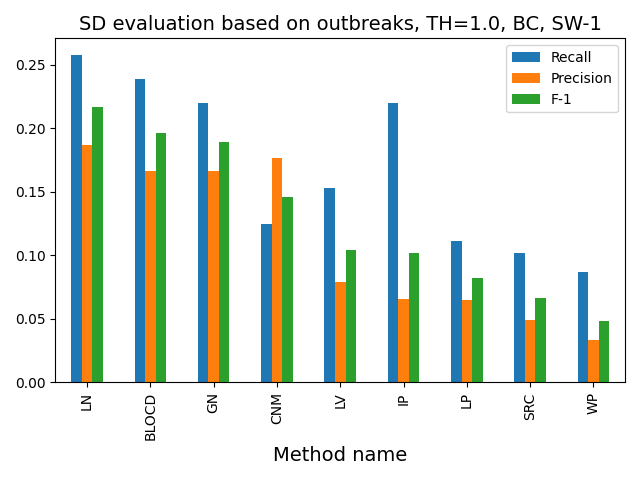 SD evaluation based on outbreaks, TH=1.0, BC, SW-1
Recall
Precision
F-1
0.25
0.20
0.15
0.10
0.05
0.00
LN
BLOCD
GN
CNM
LV
IP
LP
SRC
WP
Method name